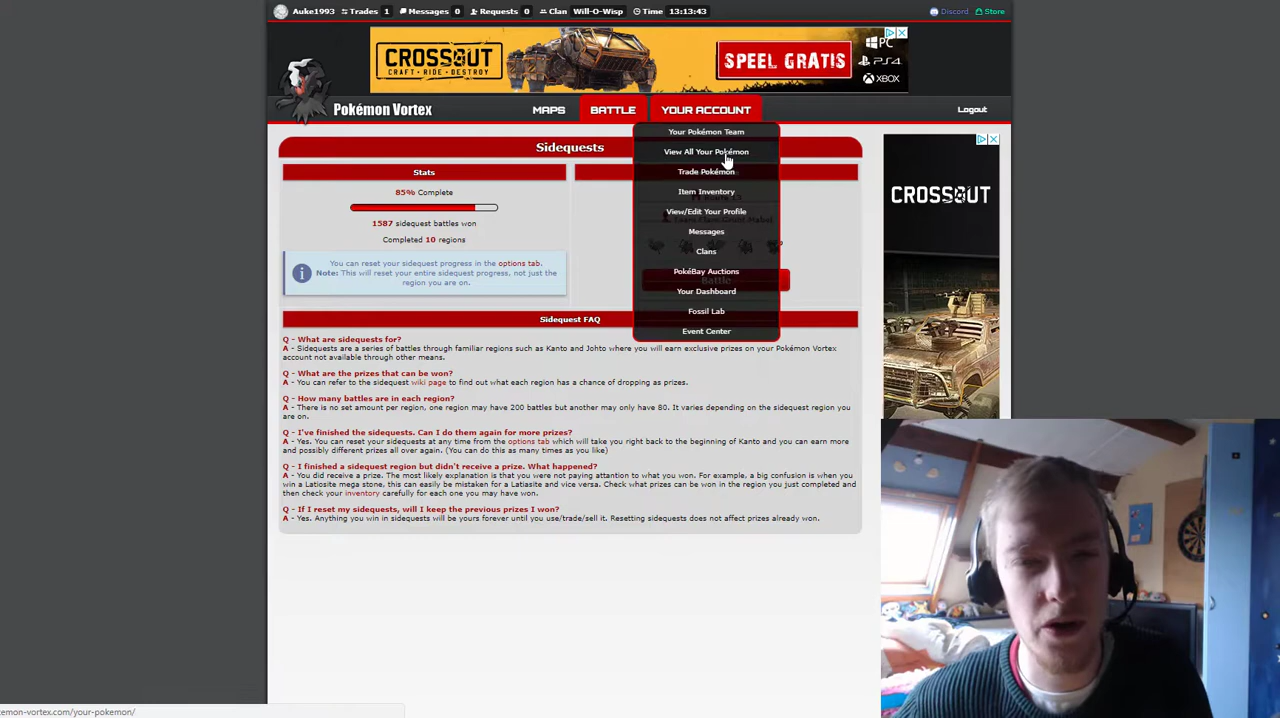 Auke1993 Trades 1 Messages 0 Requests 0 Clan Will-O-Wisp Time 13:13:43 Discord Store
CROSSOUT
CRAFT • RIDE • DESTROY
SPEEL GRATIS
PC
PS4
XBOX
Pokémon Vortex MAPS BATTLE YOUR ACCOUNT Logout
Your Pokémon Team
View All Your Pokémon
Trade Pokémon
Item Inventory
View/Edit Your Profile
Messages
Clans
PokéBay Auctions
Your Dashboard
Fossil Lab
Event Center
Sidequests
Stats
85% Complete
1587 sidequest battles won
Completed 10 regions
You can reset your sidequest progress in the options tab.
Note: This will reset your entire sidequest progress, not just the
region you are on.
Battle
CROSSOUT
Sidequest FAQ
Q - What are sidequests for?
A - Sidequests are a series of battles through familiar regions such as Kanto and Johto where you will earn exclusive prizes on your Pokémon Vortex
account not available through other means.
Q - What are the prizes that can be won?
A - You can refer to the sidequest wiki page to find out what each region has a chance of dropping as prizes.
Q - How many battles are in each region?
A - There is no set amount per region, one region may have 200 battles but another may only have 80. It varies depending on the sidequest region you
are on.
Q - I've finished the sidequests. Can I do them again for more prizes?
A - Yes. You can reset your sidequests at any time from the options tab which will take you right back to the beginning of Kanto and you can earn more
and possibly different prizes all over again. (You can do this as many times as you like)
Q - I finished a sidequest region but didn't receive a prize. What happened?
A - You did receive a prize. The most likely explanation is that you were not paying attention to what you won. For example, a big confusion is when you
win a Latiosite mega stone, this can easily be mistaken for a Latiasite and vice versa. Check what prizes can be won in the region you just completed and
then check your inventory carefully for each one you may have won.
Q - If I reset my sidequests, will I keep the previous prizes I won?
A - Yes. Anything you win in sidequests will be yours forever until you use/trade/sell it. Resetting sidequests does not affect prizes already won.
kemon-vortex.com/your-pokemon/